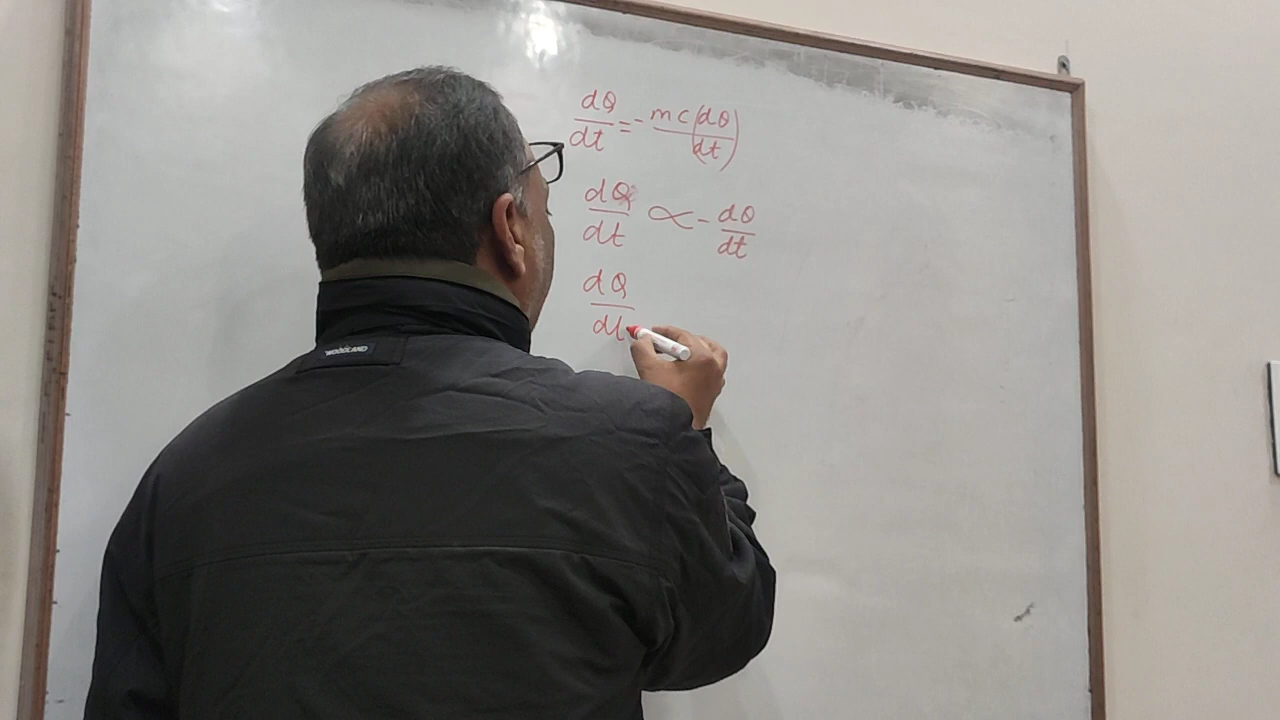 dQ/dt = - mc(dθ/dt)
dQ/dt ∝ - dθ/dt
dQ/dt
WOODLAND